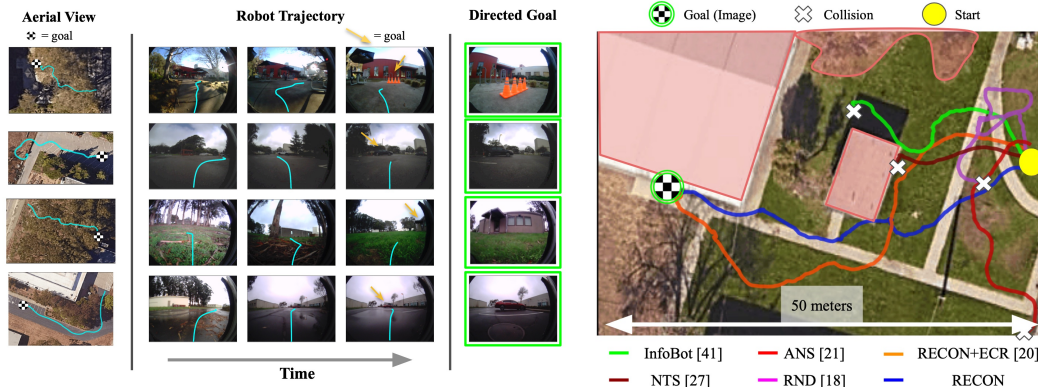 Aerial View
= goal
Robot Trajectory
= goal
Directed Goal
Time
Goal (Image)
Collision
Start
50 meters
InfoBot [41]
ANS [21]
RECON+ECR [20]
NTS [27]
RND [18]
RECON